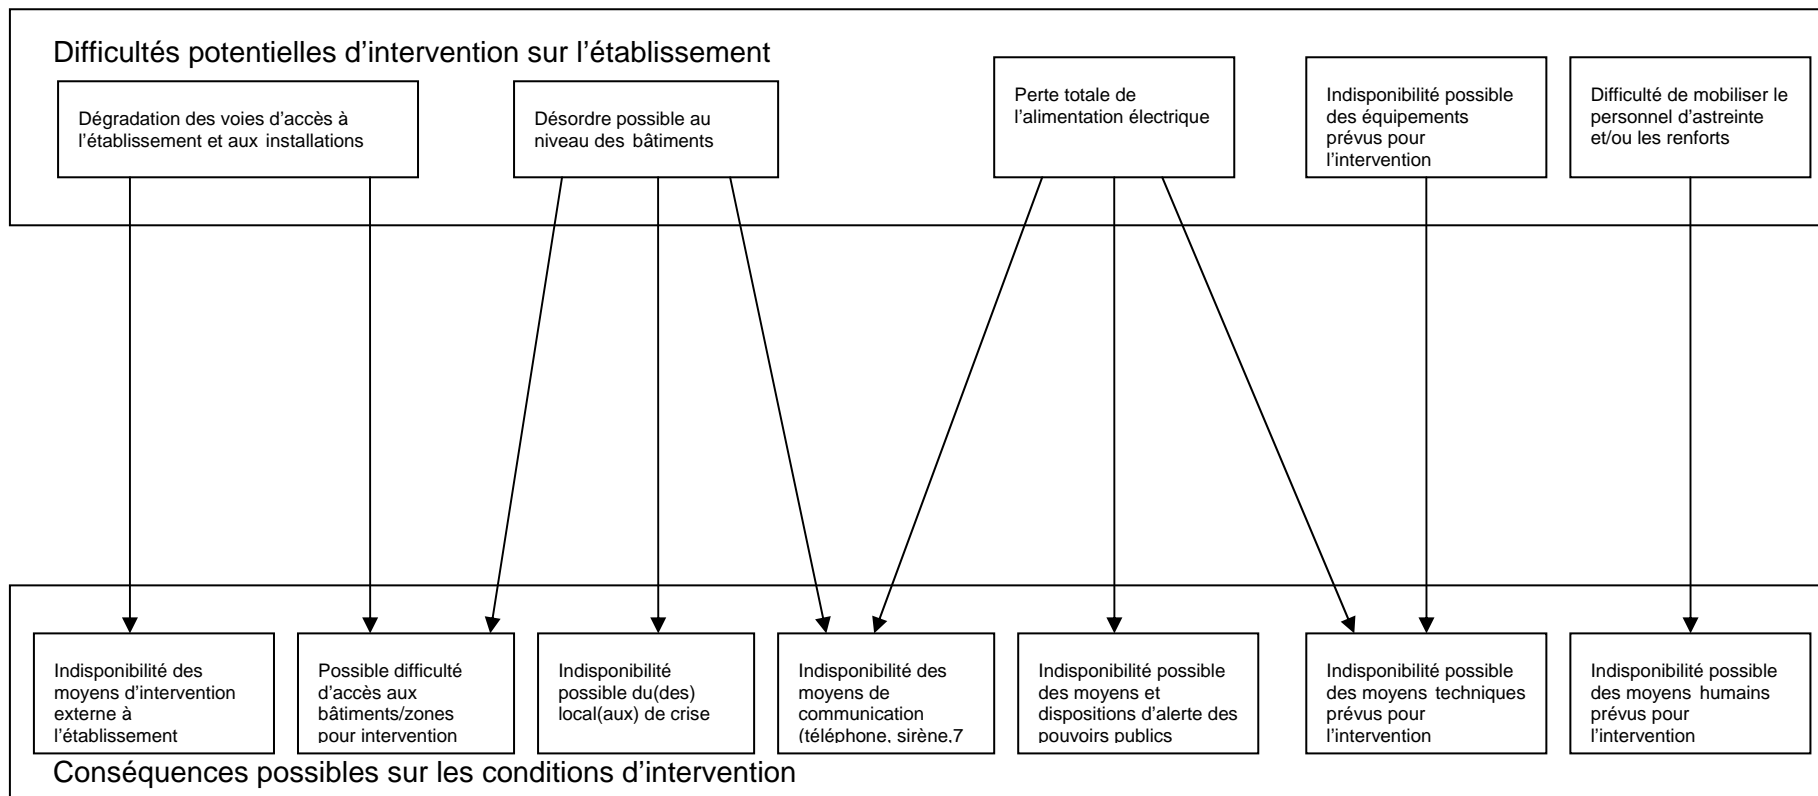 Difficultés potentielles d’intervention sur l’établissement
Dégradation des voies d’accès à
l’établissement et aux installations
Désordre possible au
niveau des bâtiments
Perte totale de
l’alimentation électrique
Indisponibilité possible
des équipements
prévus pour
l’intervention
Difficulté de mobiliser le
personnel d’astreinte
et/ou les renforts
Indisponibilité des
moyens d’intervention
externe à
l’établissement
Possible difficulté
d’accès aux
bâtiments/zones
pour intervention
Indisponibilité
possible du(des)
local(aux) de crise
Indisponibilité des
moyens de
communication
(téléphone, sirène,7
Indisponibilité possible
des moyens et
dispositions d’alerte des
pouvoirs publics
Indisponibilité possible
des moyens techniques
prévus pour
l’intervention
Indisponibilité possible
des moyens humains
prévus pour
l’intervention
Conséquences possibles sur les conditions d’intervention